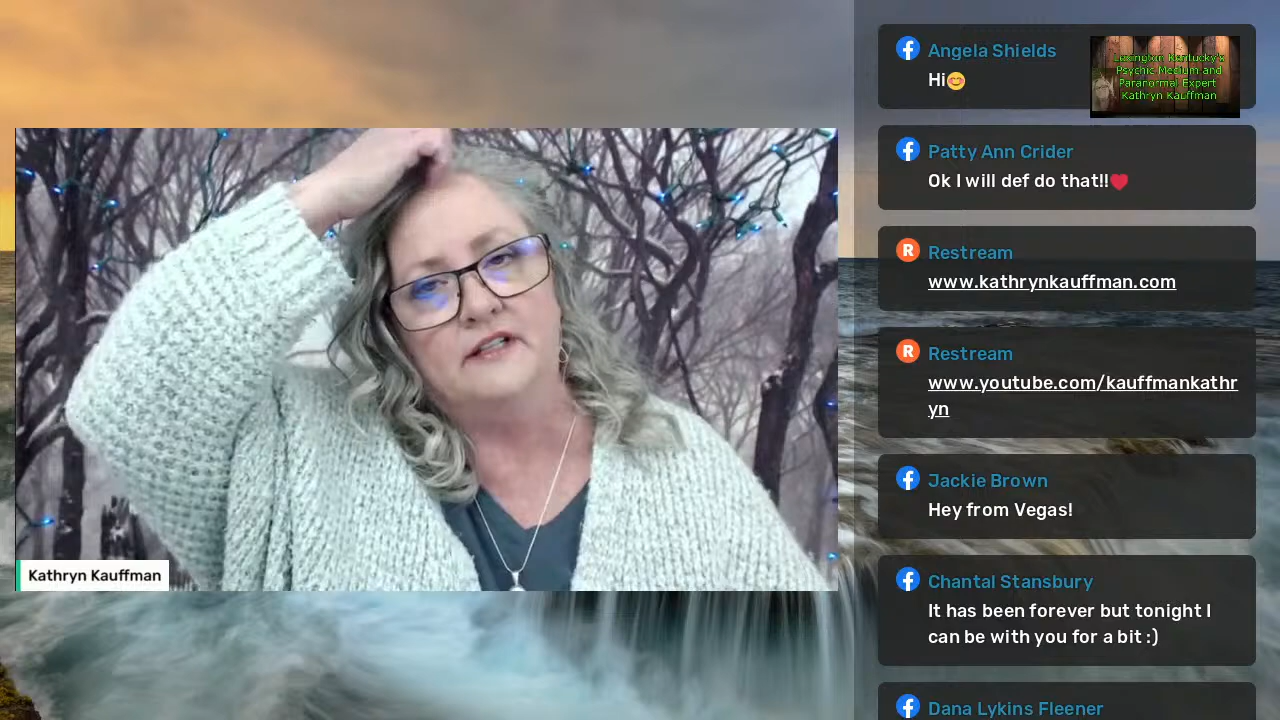 Angela Shields
Hi😋
Lexington Kentucky's
Psychic Medium and
Paranormal Expert
Kathryn Kauffman
Patty Ann Crider
Ok I will def do that!!❤
R Restream
www.kathrynkauffman.com
R Restream
www.youtube.com/kauffmankathr
yn
Jackie Brown
Hey from Vegas!
Chantal Stansbury
It has been forever but tonight I
can be with you for a bit :)
Dana Lykins Fleener
Kathryn Kauffman